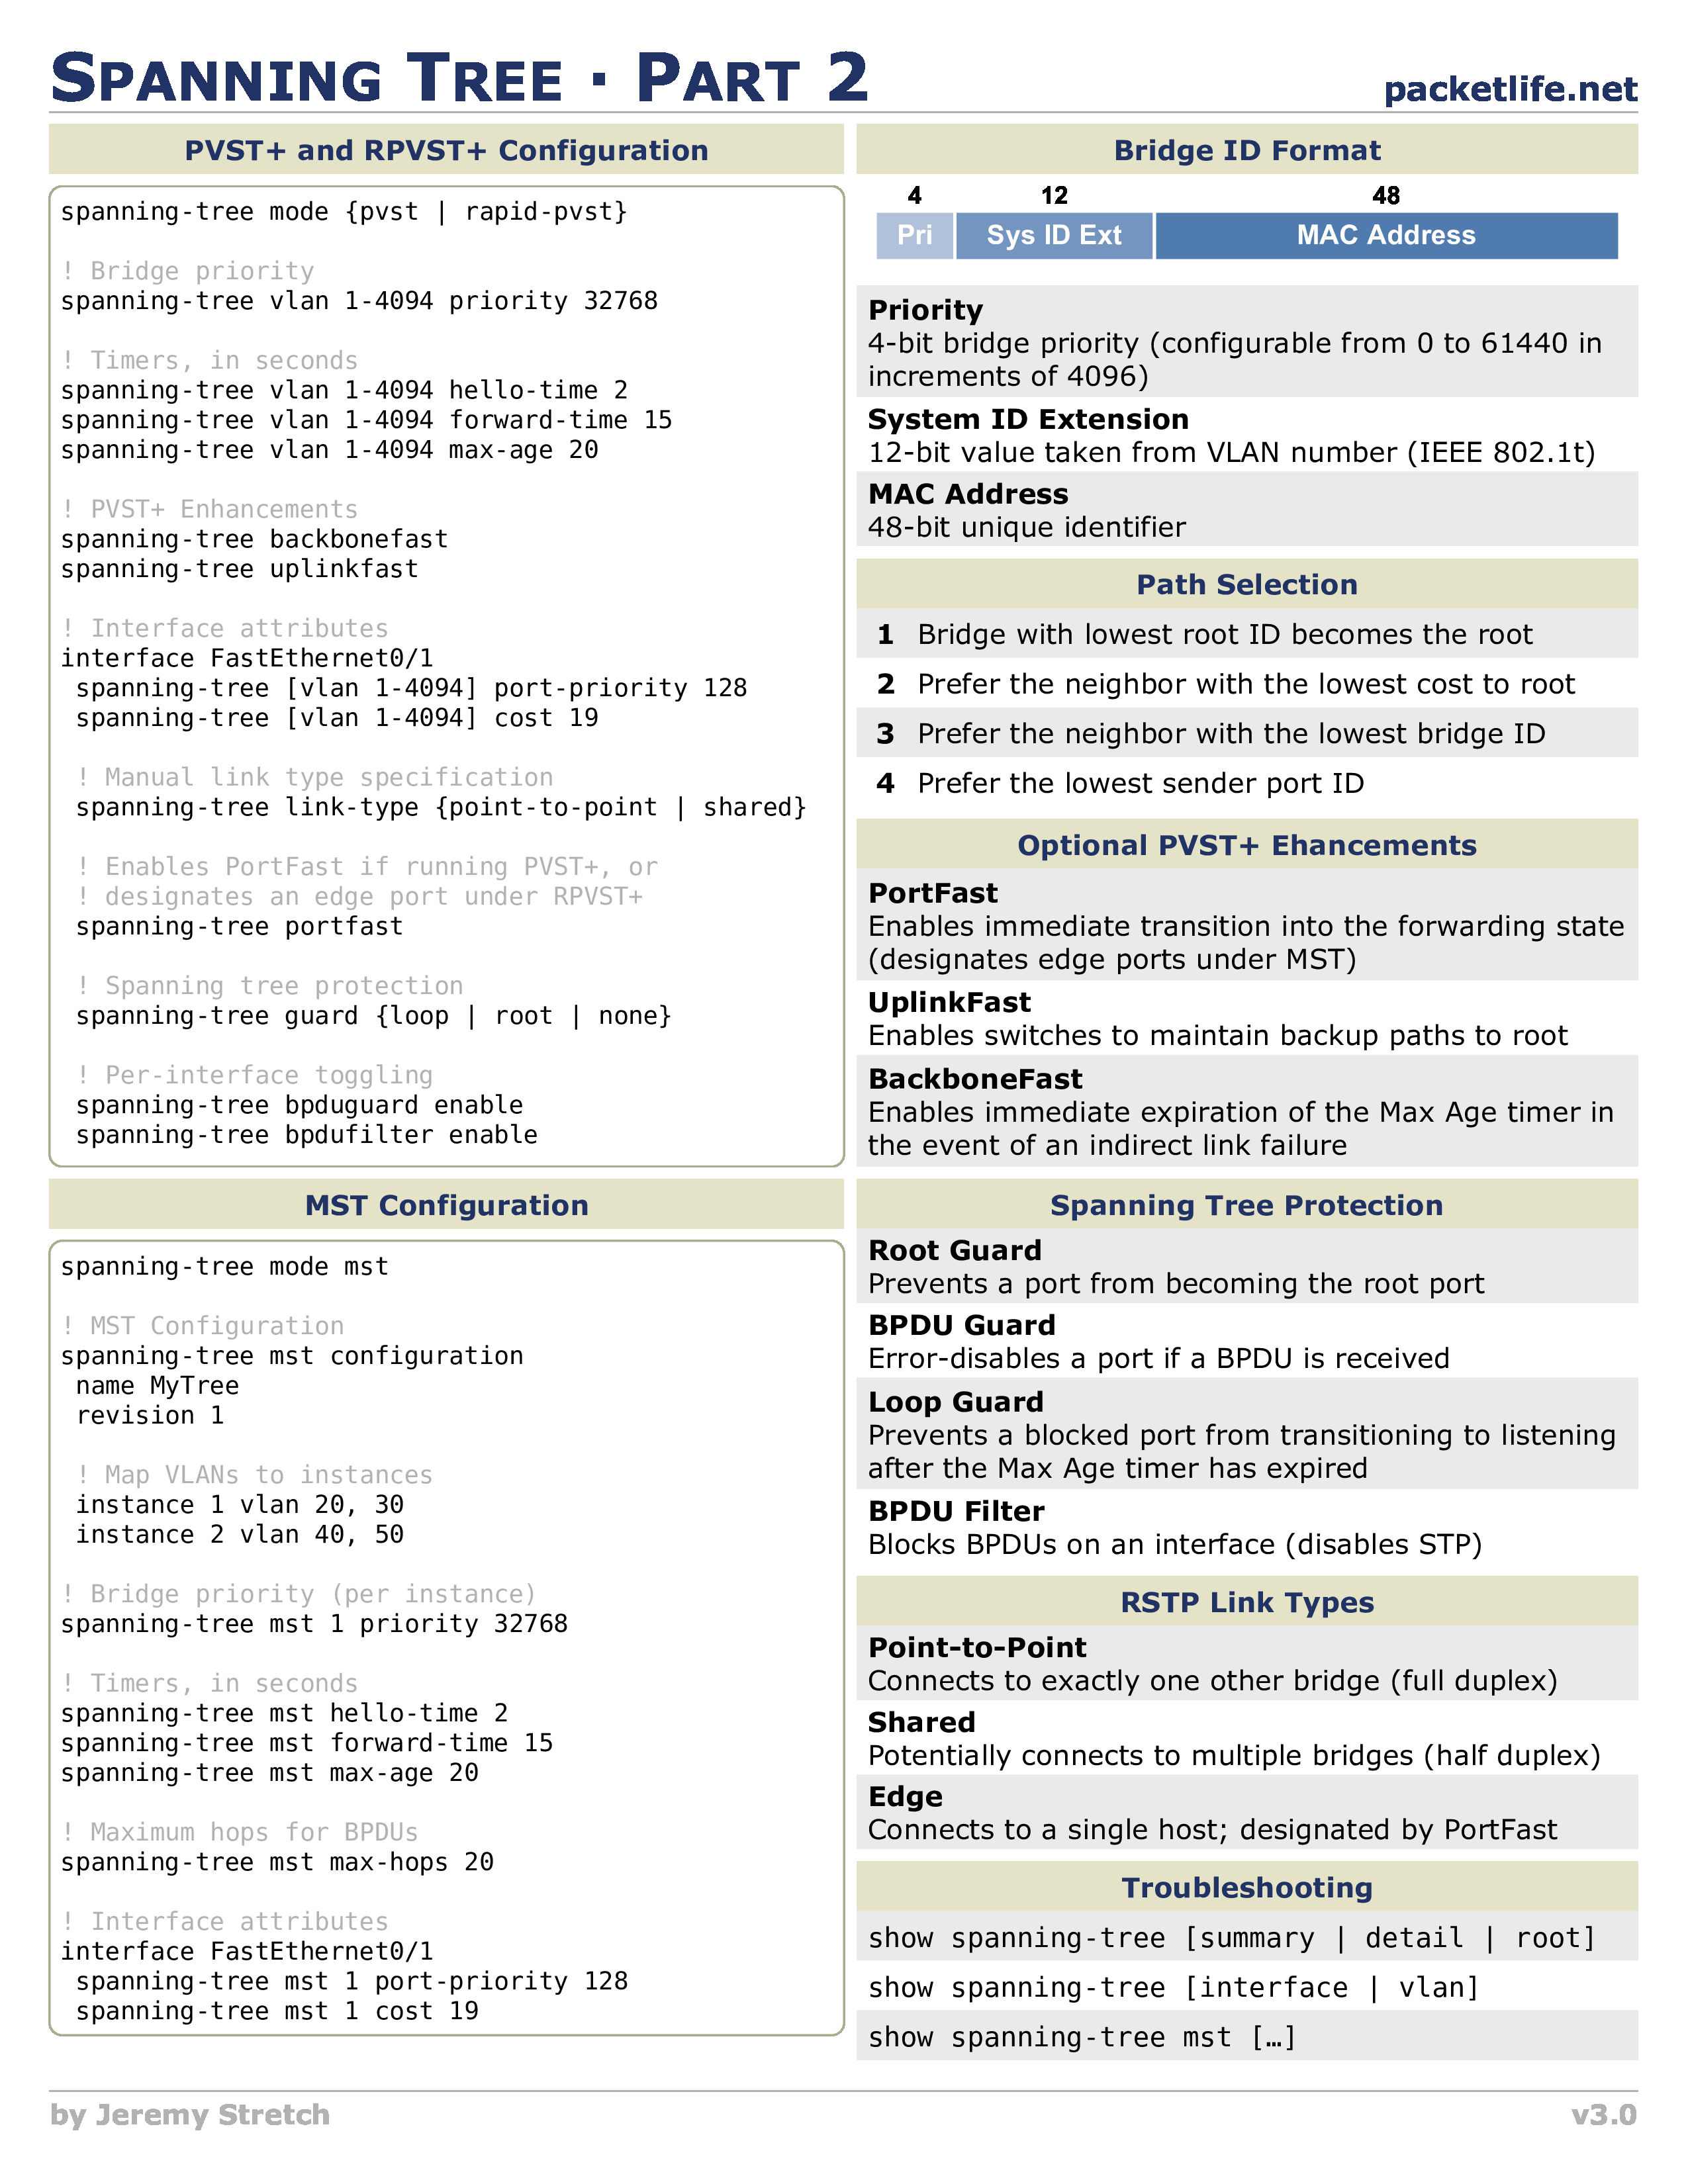 SPANNING TREE · PART 2
packetlife.net
PVST+ and RPVST+ Configuration
spanning-tree mode {pvst | rapid-pvst}
! Bridge priority
spanning-tree vlan 1-4094 priority 32768
! Timers, in seconds
spanning-tree vlan 1-4094 hello-time 2
spanning-tree vlan 1-4094 forward-time 15
spanning-tree vlan 1-4094 max-age 20
! PVST+ Enhancements
spanning-tree backbonefast
spanning-tree uplinkfast
! Interface attributes
interface FastEthernet0/1
spanning-tree [vlan 1-4094] port-priority 128
spanning-tree [vlan 1-4094] cost 19
! Manual link type specification
spanning-tree link-type {point-to-point | shared}
! Enables PortFast if running PVST+, or
! designates an edge port under RPVST+
spanning-tree portfast
! Spanning tree protection
spanning-tree guard {loop | root | none}
! Per-interface toggling
spanning-tree bpduguard enable
spanning-tree bpdufilter enable
MST Configuration
spanning-tree mode mst
! MST Configuration
spanning-tree mst configuration
name MyTree
revision 1
! Map VLANs to instances
instance 1 vlan 20, 30
instance 2 vlan 40, 50
! Bridge priority (per instance)
spanning-tree mst 1 priority 32768
! Timers, in seconds
spanning-tree mst hello-time 2
spanning-tree mst forward-time 15
spanning-tree mst max-age 20
! Maximum hops for BPDUs
spanning-tree mst max-hops 20
! Interface attributes
interface FastEthernet0/1
spanning-tree mst 1 port-priority 128
spanning-tree mst 1 cost 19
Bridge ID Format
4 12 48
Pri Sys ID Ext MAC Address
Priority
4-bit bridge priority (configurable from 0 to 61440 in
increments of 4096)
System ID Extension
12-bit value taken from VLAN number (IEEE 802.1t)
MAC Address
48-bit unique identifier
Path Selection
1 Bridge with lowest root ID becomes the root
2 Prefer the neighbor with the lowest cost to root
3 Prefer the neighbor with the lowest bridge ID
4 Prefer the lowest sender port ID
Optional PVST+ Ehancements
PortFast
Enables immediate transition into the forwarding state
(designates edge ports under MST)
UplinkFast
Enables switches to maintain backup paths to root
BackboneFast
Enables immediate expiration of the Max Age timer in
the event of an indirect link failure
Spanning Tree Protection
Root Guard
Prevents a port from becoming the root port
BPDU Guard
Error-disables a port if a BPDU is received
Loop Guard
Prevents a blocked port from transitioning to listening
after the Max Age timer has expired
BPDU Filter
Blocks BPDUs on an interface (disables STP)
RSTP Link Types
Point-to-Point
Connects to exactly one other bridge (full duplex)
Shared
Potentially connects to multiple bridges (half duplex)
Edge
Connects to a single host; designated by PortFast
Troubleshooting
show spanning-tree [summary | detail | root]
show spanning-tree [interface | vlan]
show spanning-tree mst […]
by Jeremy Stretch
v3.0